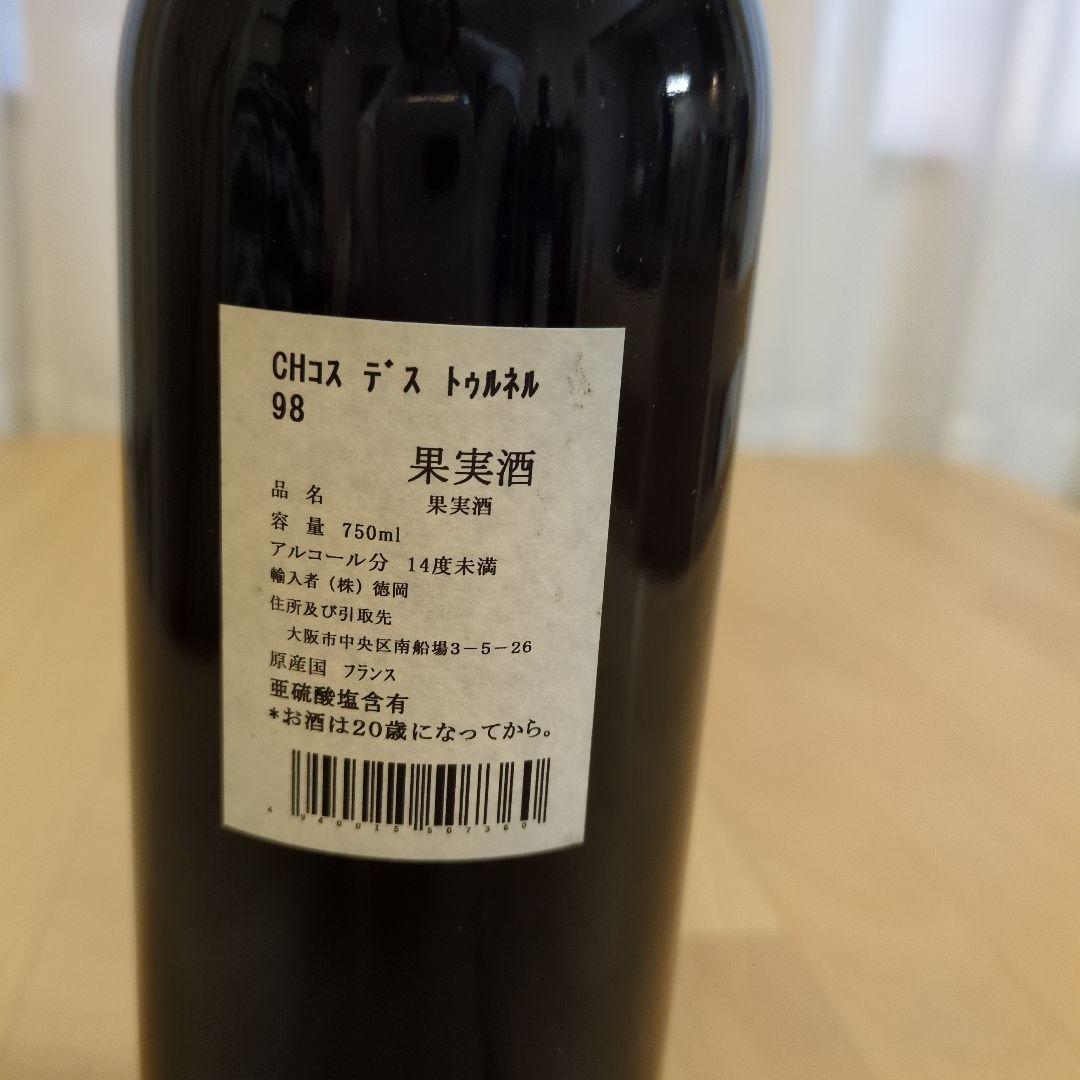 CHｺｽ ﾃﾞｽ ﾄｩﾙﾈﾙ
98
果実酒
品 名 果実酒
容 量 750ml
アルコール分 14度未満
輸入者（株）徳岡
住所及び引取先
大阪市中央区南船場3－5－26
原産国 フランス
亜硫酸塩含有
*お酒は20歳になってから。
4 940015 507360